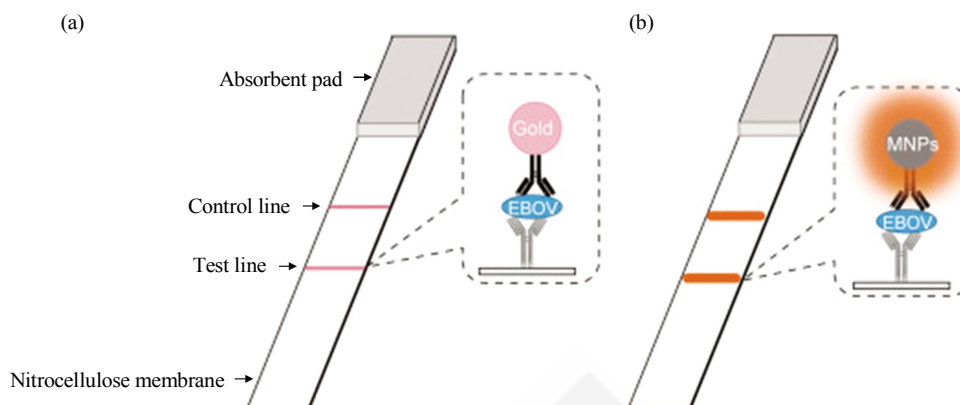 (a)
(b)
Absorbent pad
Gold
MNPs
Control line
EBOV
EBOV
Test line
Nitrocellulose membrane